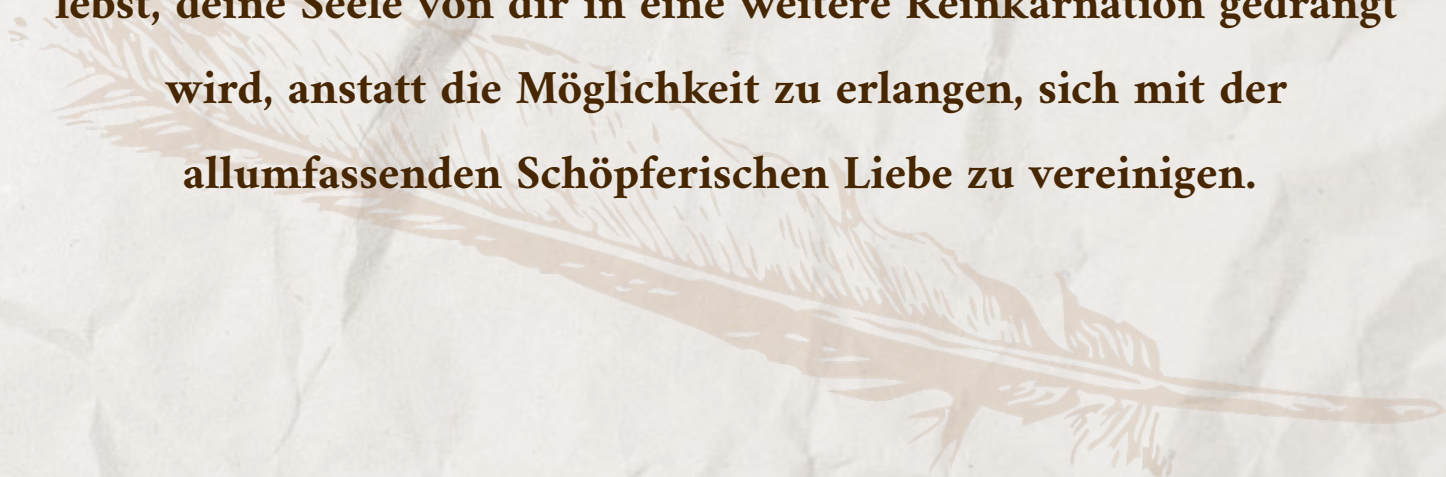 lebst, deine Seele von dir in eine weitere Reinkarnation gedrängt
wird, anstatt die Möglichkeit zu erlangen, sich mit der
allumfassenden Schöpferischen Liebe zu vereinigen.